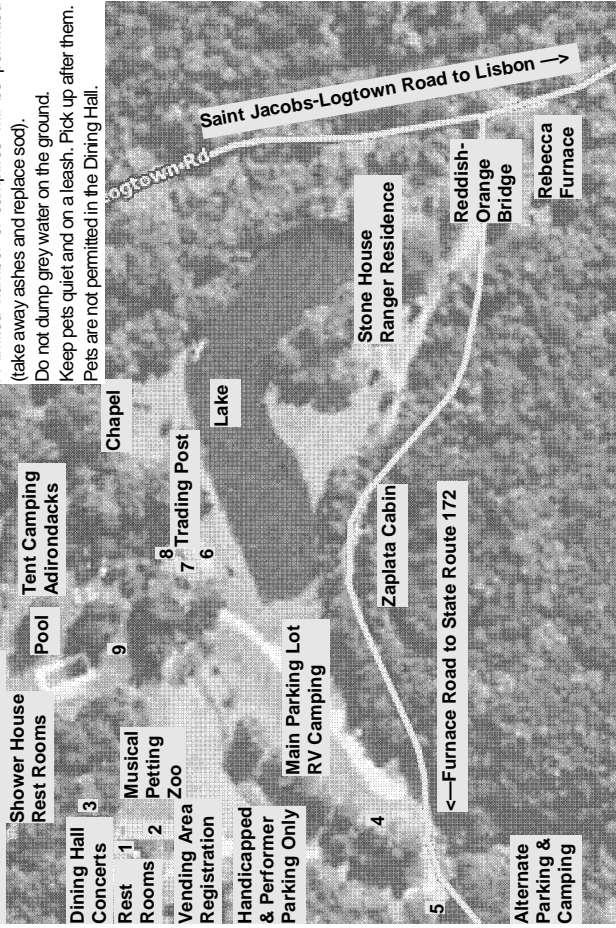 (take away ashes and replace sod).
Do not dump grey water on the ground.
Keep pets quiet and on a leash. Pick up after them.
Pets are not permitted in the Dining Hall.
Shower House
Rest Rooms
Pool
Tent Camping
Adirondacks
Chapel
Logtown Rd
Saint Jacobs-Logtown Road to Lisbon —>
Dining Hall
Concerts
3
Rest
Rooms
1
2
Musical
Petting
Zoo
9
8
7
Trading Post
6
Lake
Vending Area
Registration
Handicapped
& Performer
Parking Only
Main Parking Lot
RV Camping
Stone House
Ranger Residence
Reddish-
Orange
Bridge
Rebecca
Furnace
Zaplata Cabin
4
5
<—Furnace Road to State Route 172
Alternate
Parking &
Camping